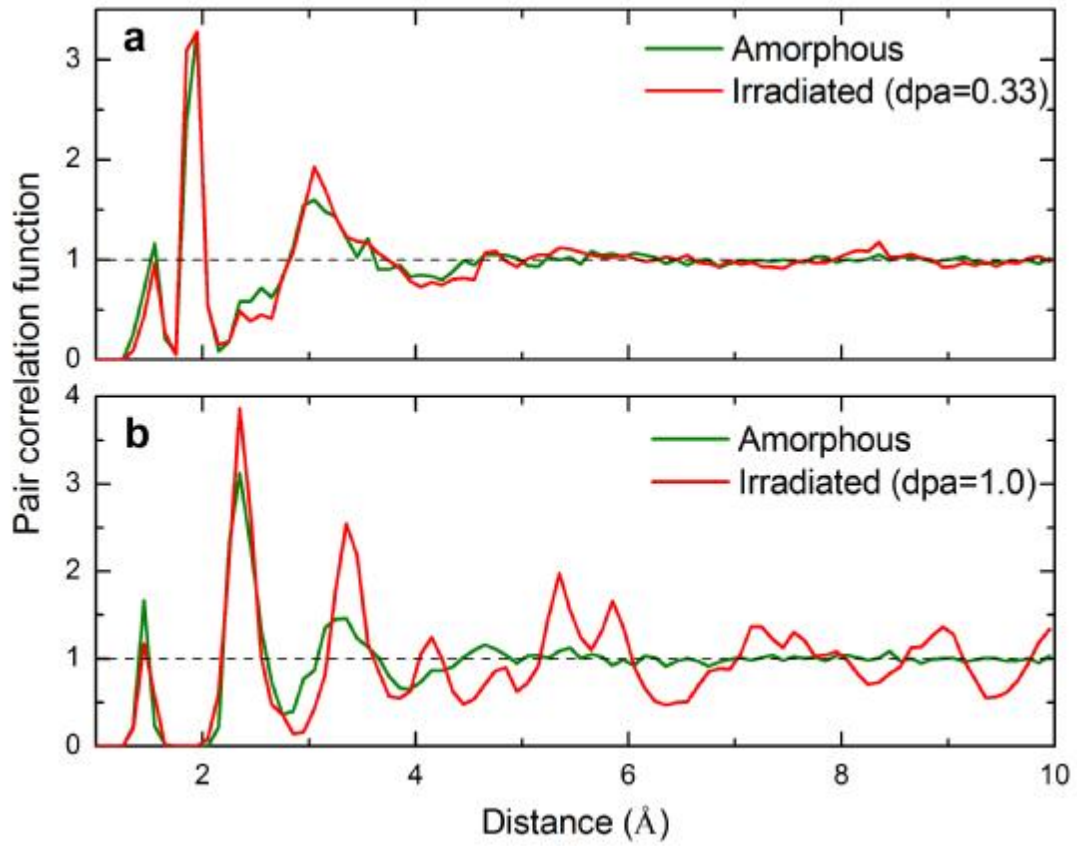 Pair correlation function
a
Amorphous
Irradiated (dpa=0.33)
3
2
1
0
b
Amorphous
Irradiated (dpa=1.0)
4
3
2
1
0
2
4
6
8
10
Distance (Å)